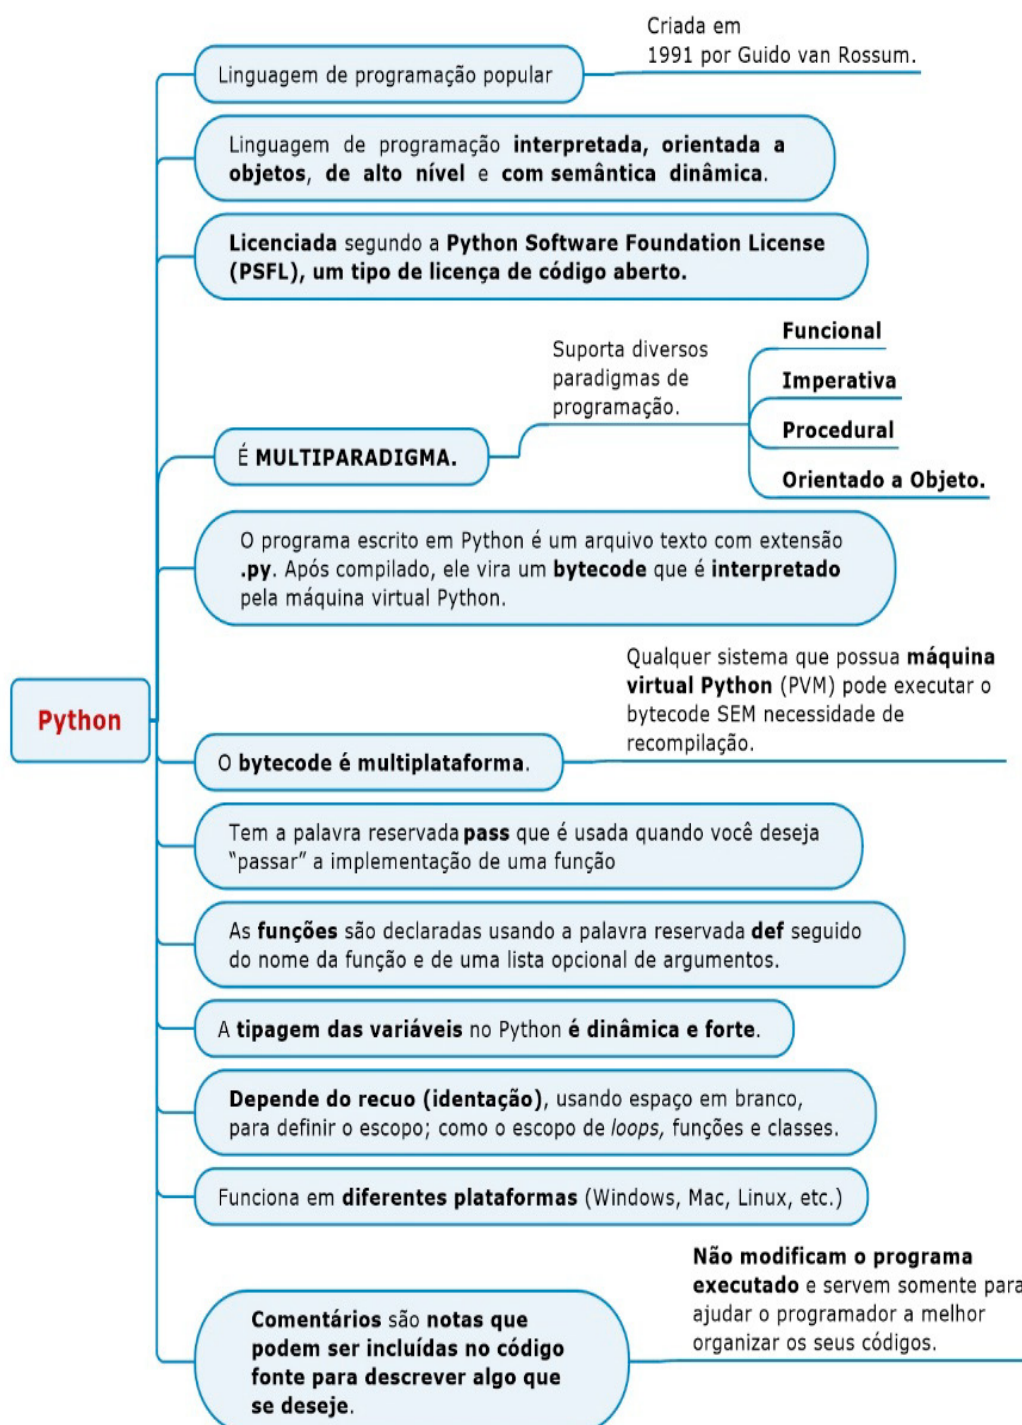 Linguagem de programação popular
Criada em
1991 por Guido van Rossum.
Linguagem de programação interpretada, orientada a
objetos, de alto nível e com semântica dinâmica.
Licenciada segundo a Python Software Foundation License
(PSFL), um tipo de licença de código aberto.
É MULTIPARADIGMA.
Suporta diversos
paradigmas de
programação.
Funcional
Imperativa
Procedural
Orientado a Objeto.
O programa escrito em Python é um arquivo texto com extensão
.py. Após compilado, ele vira um bytecode que é interpretado
pela máquina virtual Python.
Python
O bytecode é multiplataforma.
Qualquer sistema que possua máquina
virtual Python (PVM) pode executar o
bytecode SEM necessidade de
recompilação.
Tem a palavra reservada pass que é usada quando você deseja
“passar” a implementação de uma função
As funções são declaradas usando a palavra reservada def seguido
do nome da função e de uma lista opcional de argumentos.
A tipagem das variáveis no Python é dinâmica e forte.
Depende do recuo (identação), usando espaço em branco,
para definir o escopo; como o escopo de loops, funções e classes.
Funciona em diferentes plataformas (Windows, Mac, Linux, etc.)
Comentários são notas que
podem ser incluídas no código
fonte para descrever algo que
se deseje.
Não modificam o programa
executado e servem somente para
ajudar o programador a melhor
organizar os seus códigos.